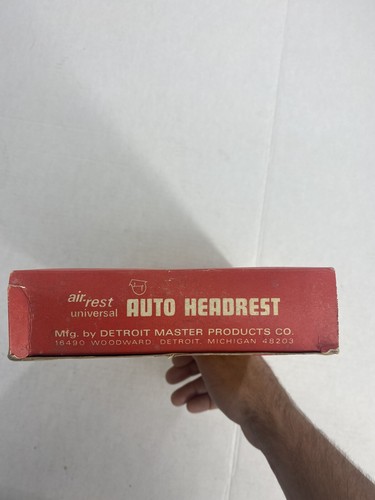 air rest
universal
AUTO HEADREST
Mfg. by DETROIT MASTER PRODUCTS CO.
16490 WOODWARD, DETROIT, MICHIGAN 48203